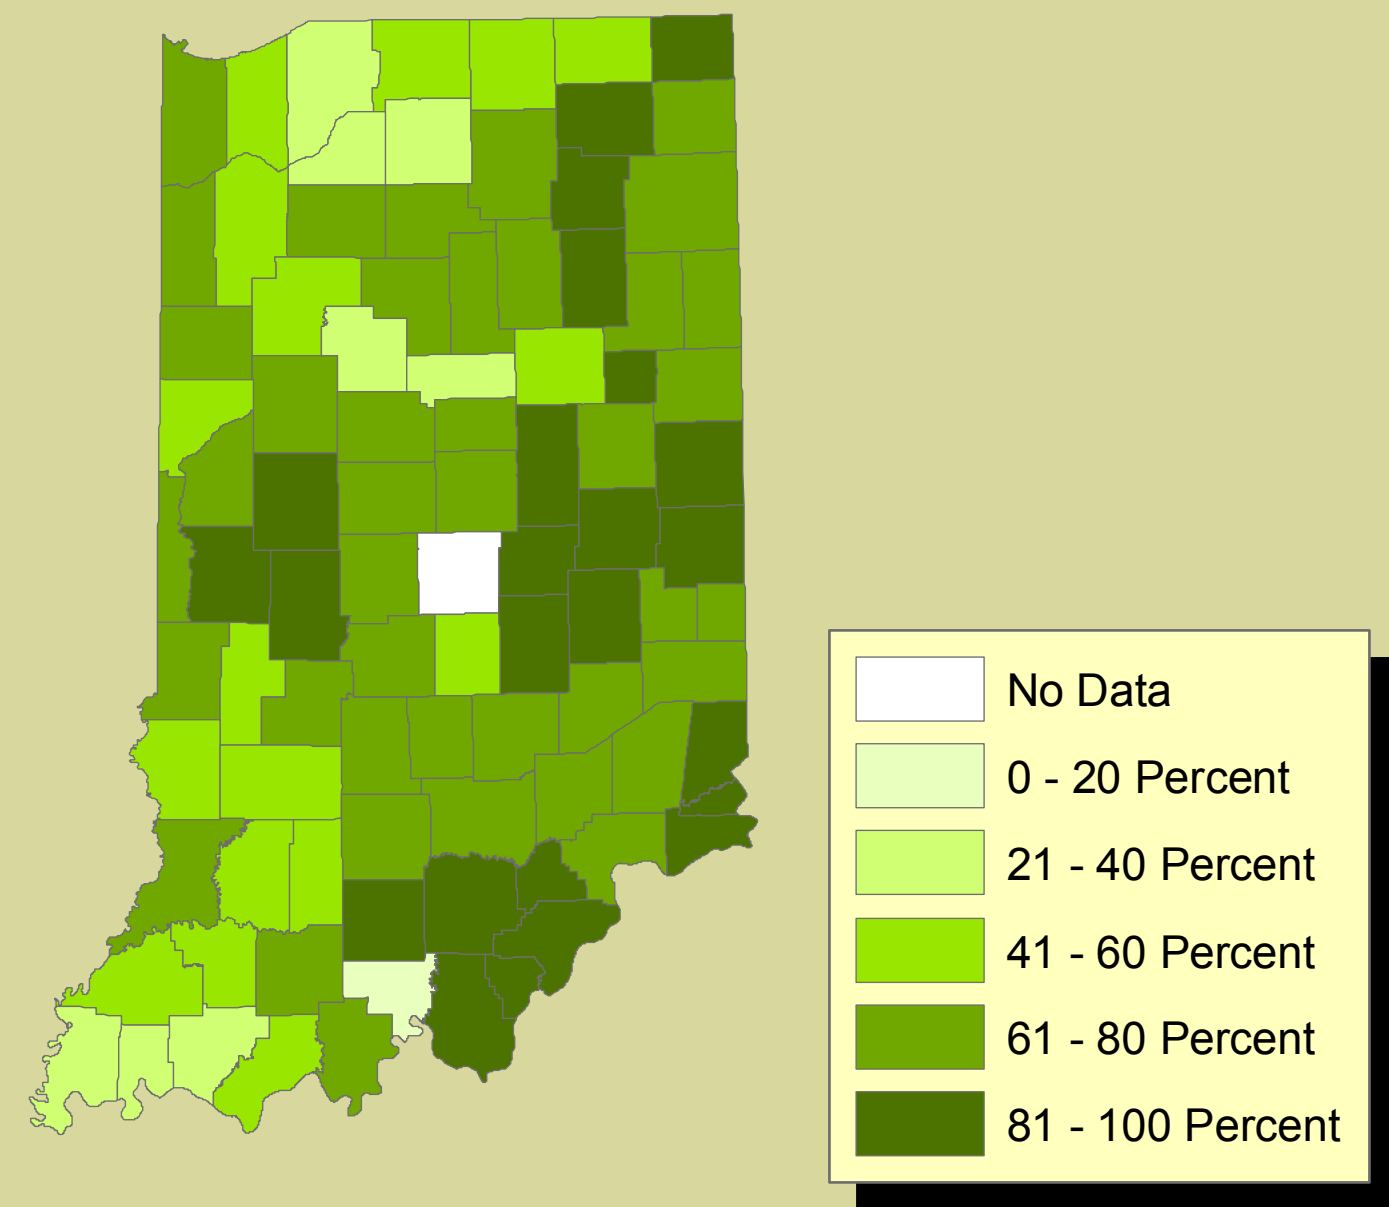 No Data
0 - 20 Percent
21 - 40 Percent
41 - 60 Percent
61 - 80 Percent
81 - 100 Percent